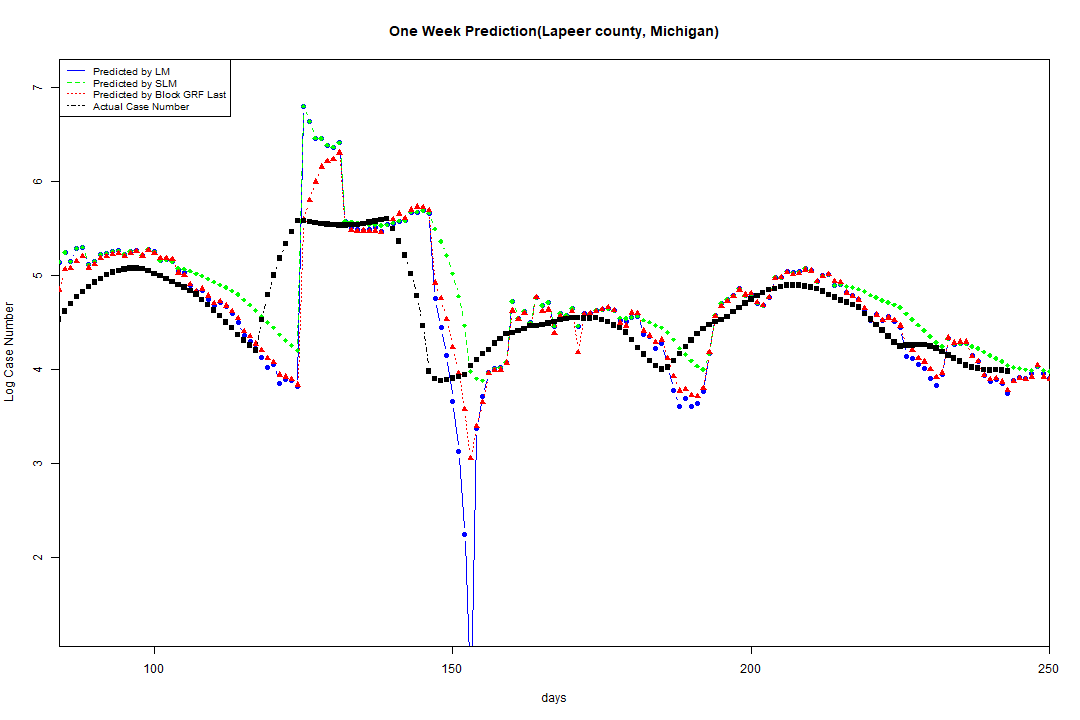 One Week Prediction(Lapeer county, Michigan)
Predicted by LM
Predicted by SLM
Predicted by Block GRF Last
Actual Case Number
7
6
5
4
3
2
Log Case Number
100
150
200
250
days